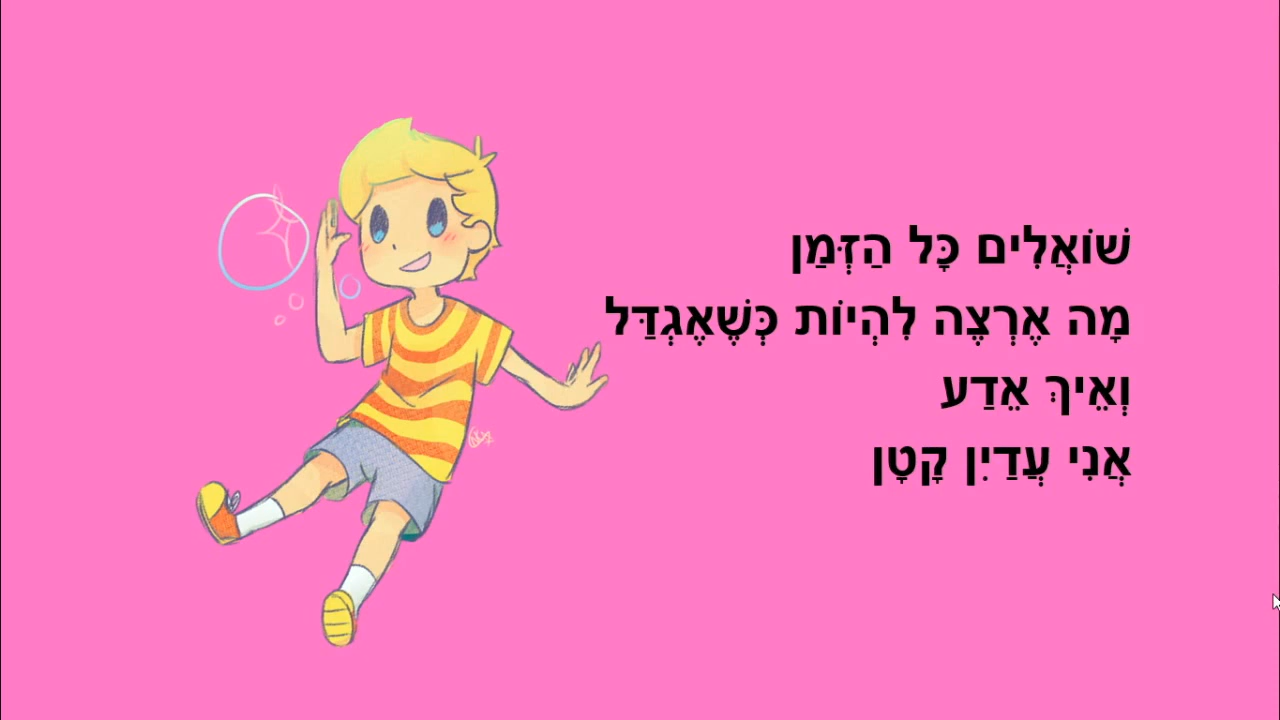 שׁוֹאֲלִים כָּל הַזְּמַן
מָה אֶרְצֶה לִהְיוֹת כְּשֶׁאֶגְדַּל
וְאֵיךְ אֵדַע
אֲנִי עֲדַיִן קָטָן